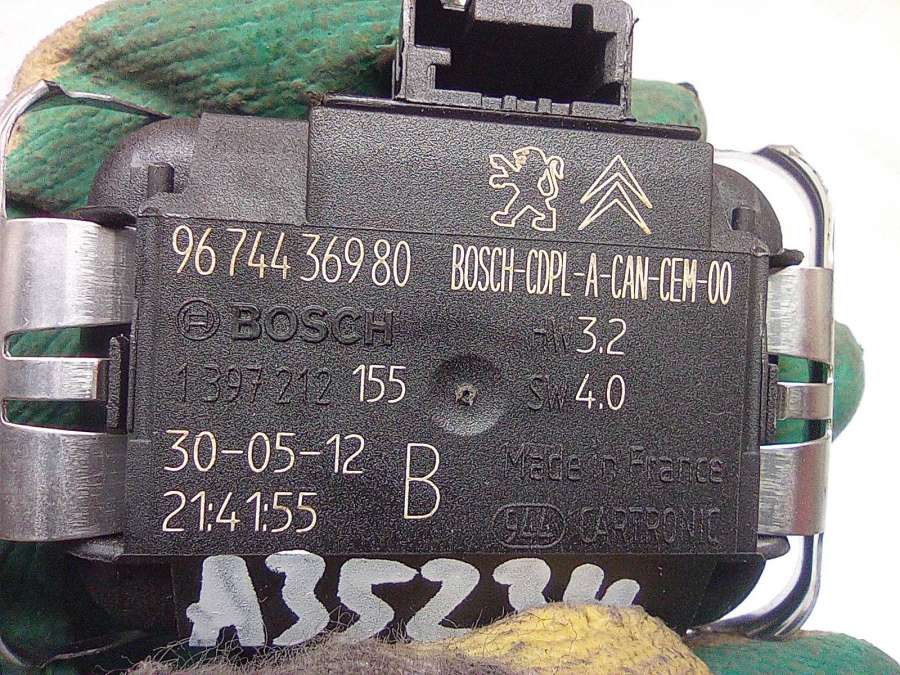 96 744 369 80 BOSCH-CDPL-A-CAN-CEM-00
BOSCH HW 3.2
1 397 212 155 SW 4.0
30-05-12 B Made in France
21:41:55 CARTRONIC
A35234